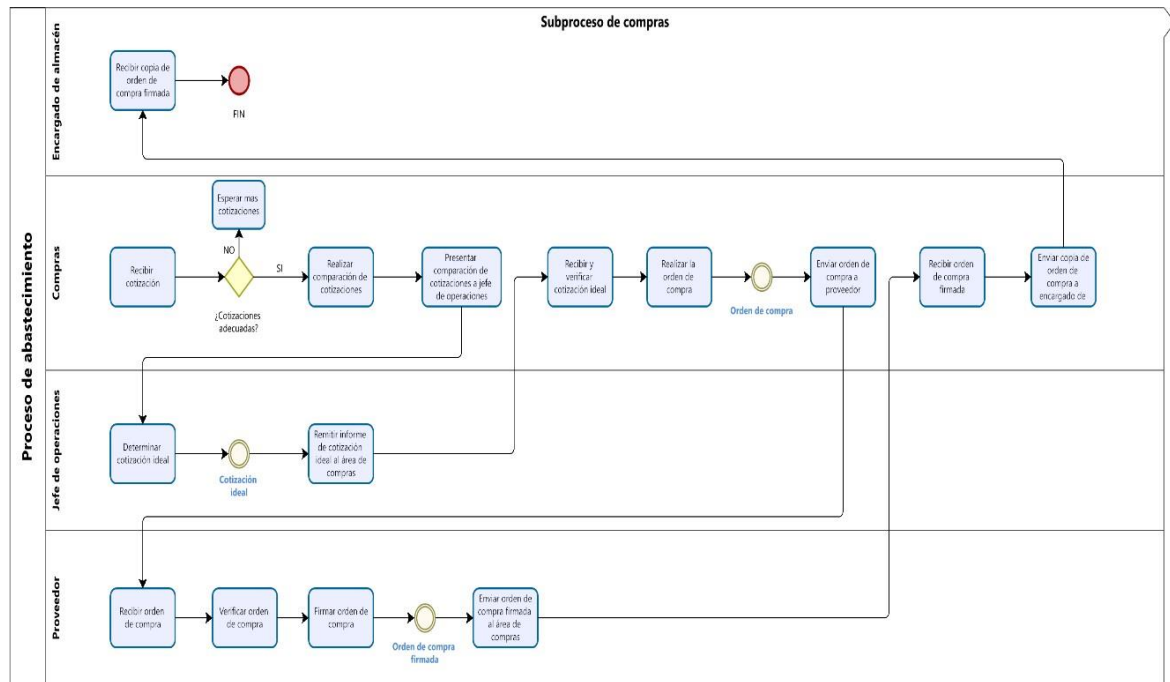 Subproceso de compras
Proceso de abastecimiento
Encargado de almacén
Recibir copia de
orden de
compra firmada
FIN
Compras
Recibir
cotización
NO
Esperar mas
cotizaciones
SI
¿Cotizaciones
adecuadas?
Realizar
comparación de
cotizaciones
Presentar
comparación de
cotizaciones a jefe
de operaciones
Recibir y
verificar
cotización ideal
Realizar la
orden de
compra
Orden de compra
Enviar orden de
compra a
proveedor
Recibir orden
de compra
firmada
Enviar copia de
orden de
compra a
encargado de
Jefe de operaciones
Determinar
cotización ideal
Cotización
ideal
Remitir informe
de cotización
ideal al área de
compras
Proveedor
Recibir orden
de compra
Verificar orden
de compra
Firmar orden de
compra
Orden de compra
firmada
Enviar orden de
compra firmada
al área de
compras